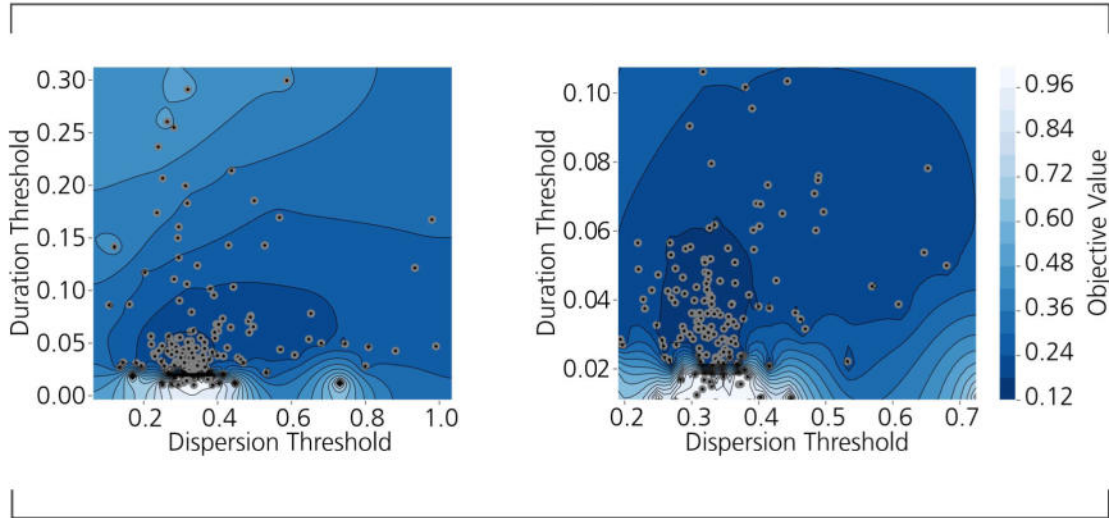 Duration Threshold
0.30
0.25
0.20
0.15
0.10
0.05
0.00
0.2 0.4 0.6 0.8 1.0
Dispersion Threshold
Duration Threshold
0.10
0.08
0.06
0.04
0.02
0.2 0.3 0.4 0.5 0.6 0.7
Dispersion Threshold
0.96
0.84
0.72
0.60
0.48
0.36
0.24
0.12
Objective Value